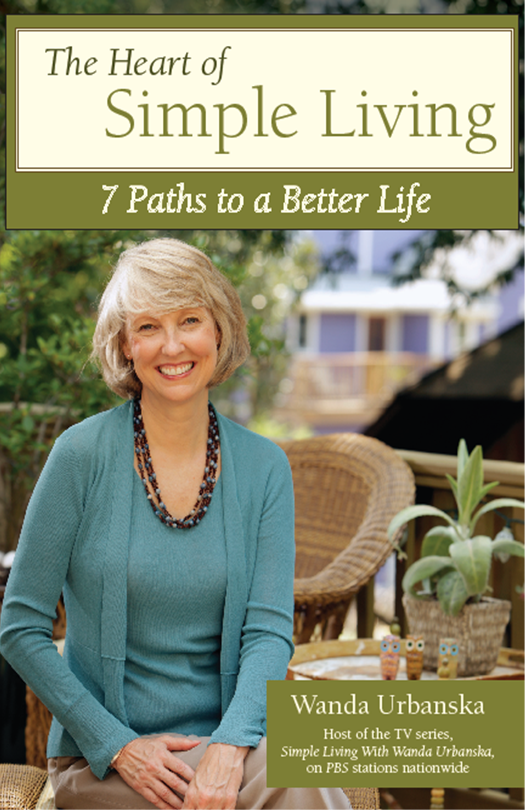 The Heart of
Simple Living
7 Paths to a Better Life
Wanda Urbanska
Host of the TV series,
Simple Living With Wanda Urbanska,
on PBS stations nationwide